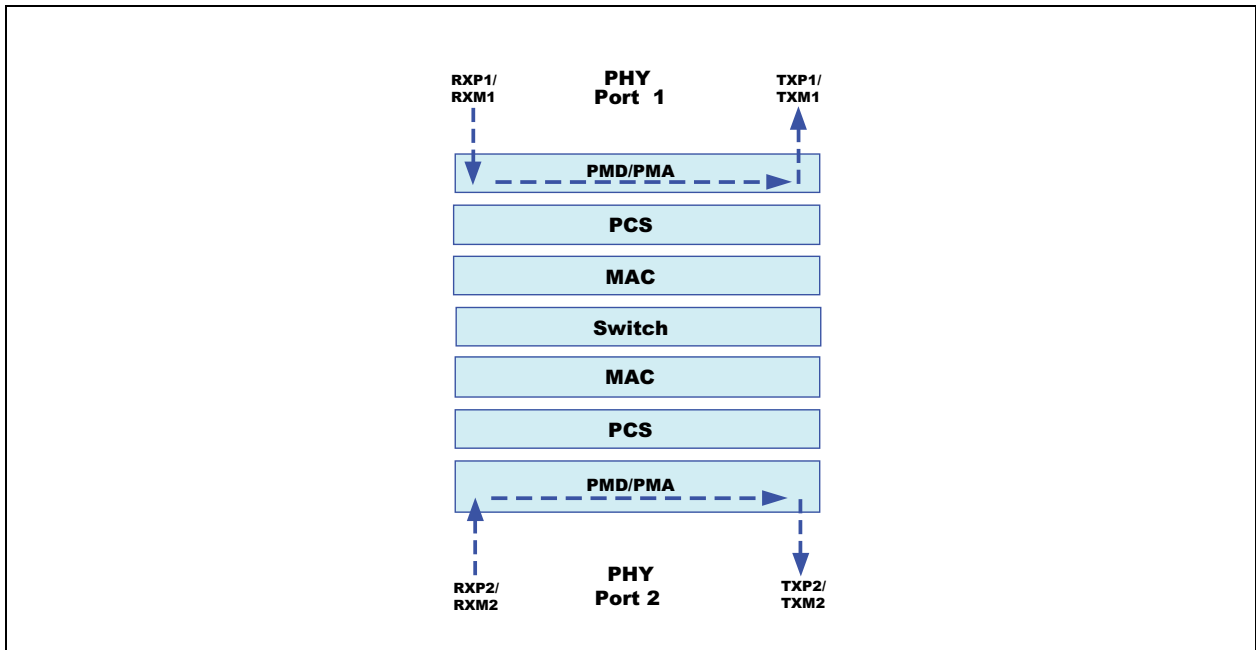 RXP1/
RXM1
PHY
Port 1
TXP1/
TXM1
PMD/PMA
PCS
MAC
Switch
MAC
PCS
PMD/PMA
RXP2/
RXM2
PHY
Port 2
TXP2/
TXM2